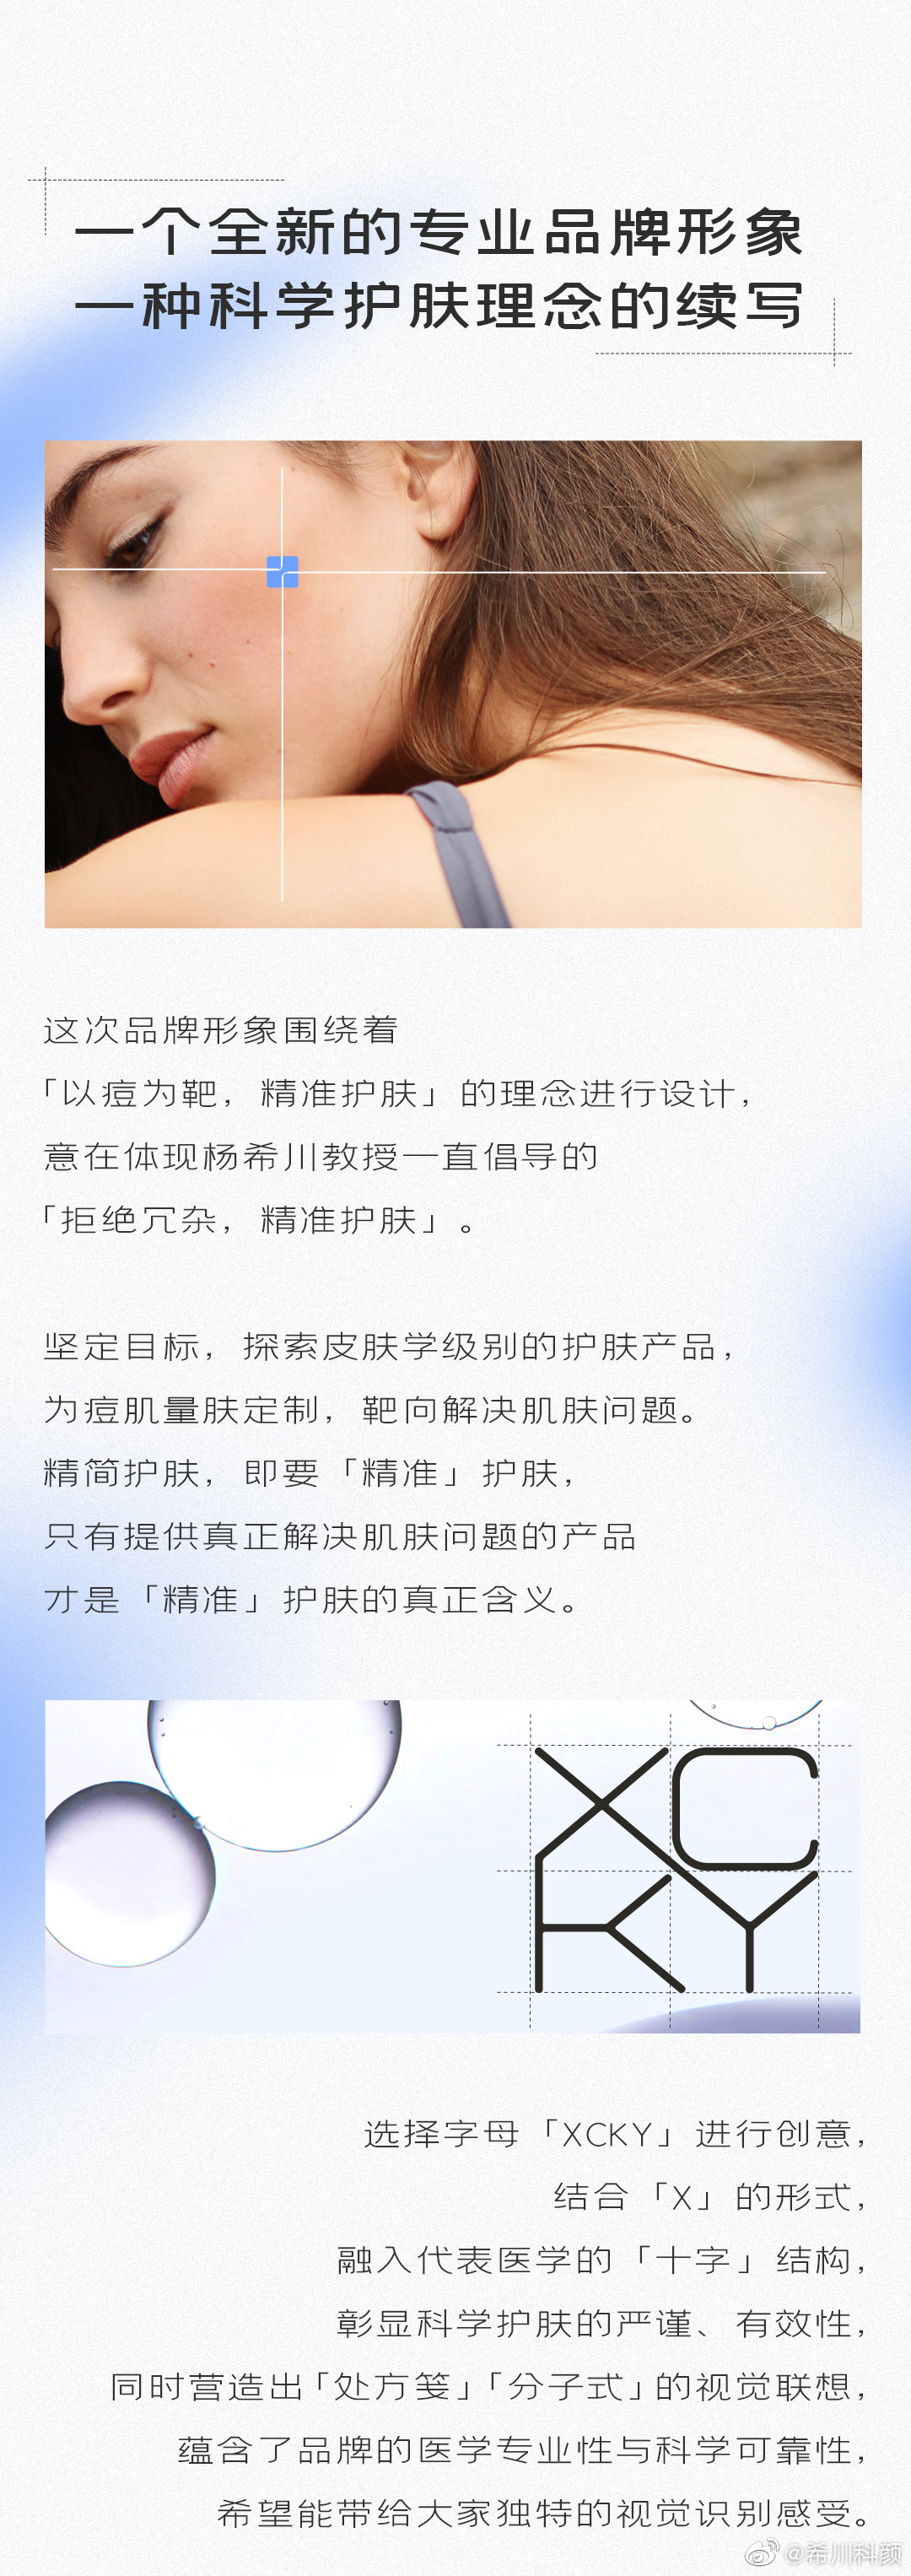 一个全新的专业品牌形象
一种科学护肤理念的续写
这次品牌形象围绕着
「以痘为靶，精准护肤」的理念进行设计，
意在体现杨希川教授一直倡导的
「拒绝冗杂，精准护肤」。
坚定目标，探索皮肤学级别的护肤产品，
为痘肌量肤定制，靶向解决肌肤问题。
精简护肤，即要「精准」护肤，
只有提供真正解决肌肤问题的产品
才是「精准」护肤的真正含义。
XC
KY
选择字母「XCKY」进行创意，
结合「X」的形式，
融入代表医学的「十字」结构，
彰显科学护肤的严谨、有效性，
同时营造出「处方笺」「分子式」的视觉联想，
蕴含了品牌的医学专业性与科学可靠性，
希望能带给大家独特的视觉识别感受。
@希川科颜